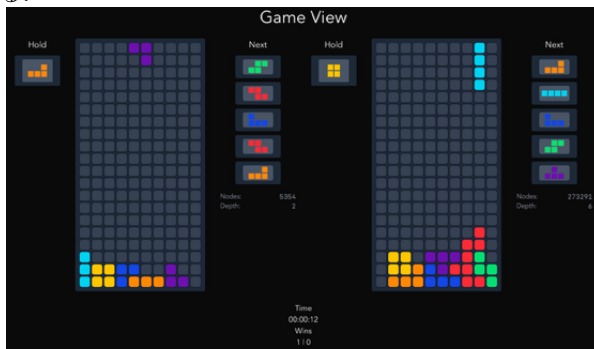 Game View
Hold
Next
Hold
Next
Nodes: 5354
Depth: 2
Nodes: 273291
Depth: 6
Time
00:00:12
Wins
1 | 0